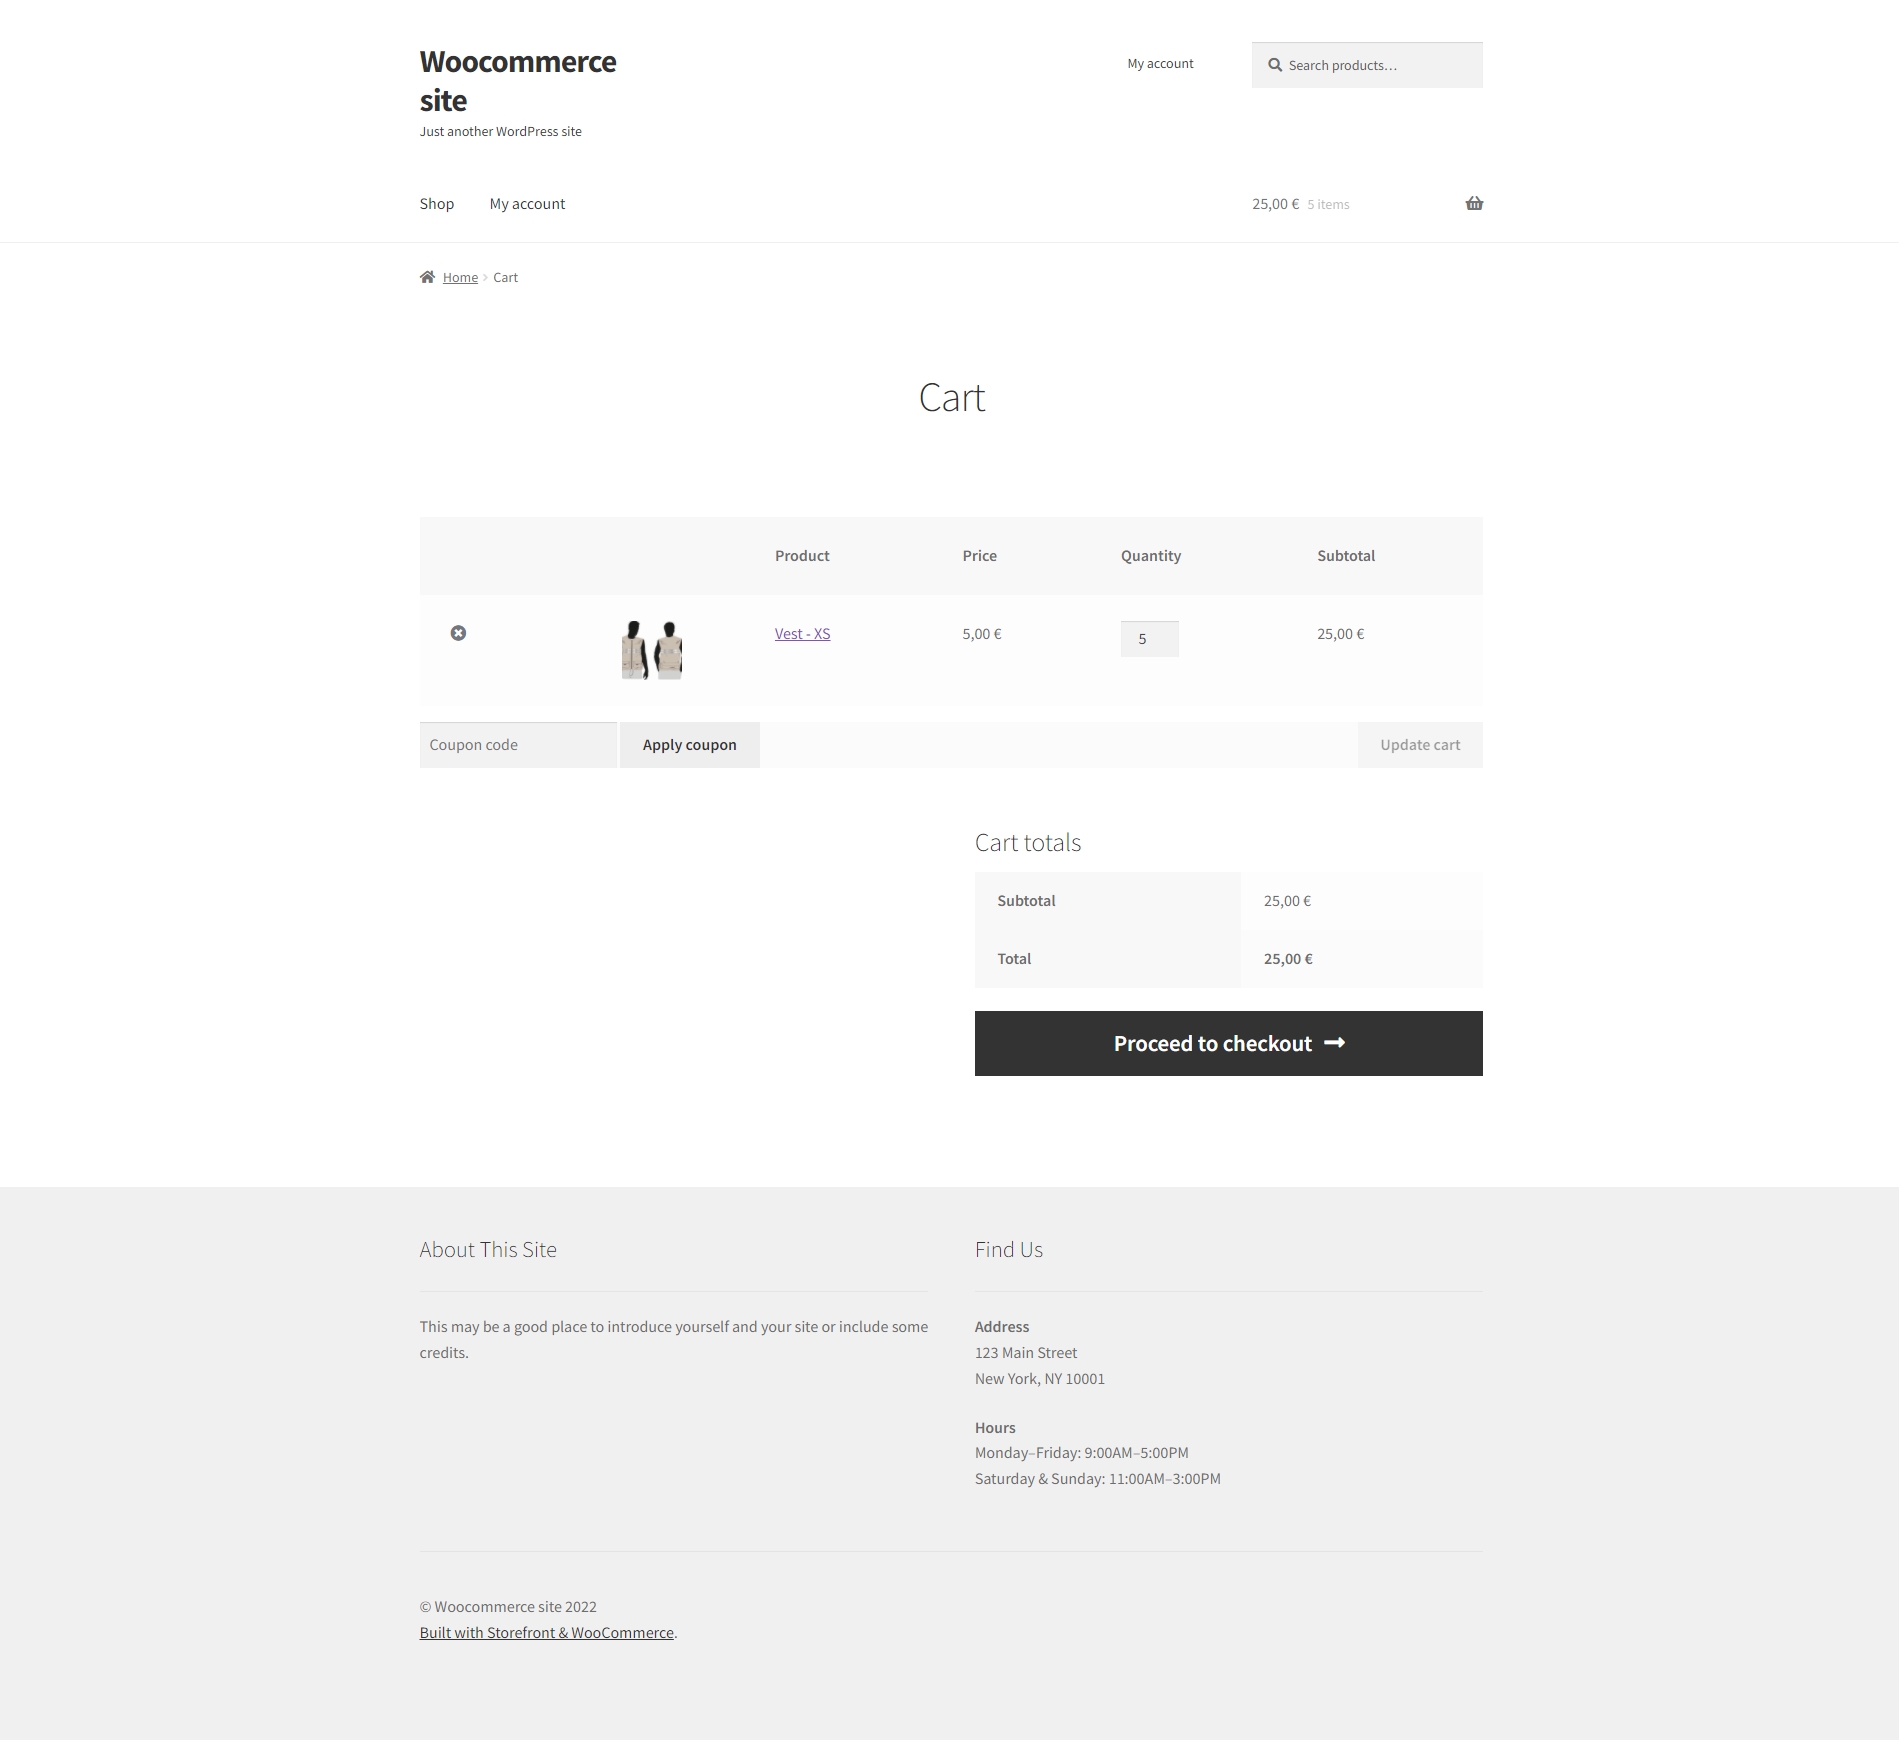 Woocommerce
site
Just another WordPress site
My account
Search products…
Shop
My account
25,00 € 5 items
Home Cart
Cart
Product Price Quantity Subtotal
Vest - XS 5,00 € 5 25,00 €
Coupon code
Apply coupon
Update cart
Cart totals
Subtotal 25,00 €
Total 25,00 €
Proceed to checkout
About This Site
This may be a good place to introduce yourself and your site or include some
credits.
Find Us
Address
123 Main Street
New York, NY 10001
Hours
Monday–Friday: 9:00AM–5:00PM
Saturday & Sunday: 11:00AM–3:00PM
© Woocommerce site 2022
Built with Storefront & WooCommerce.